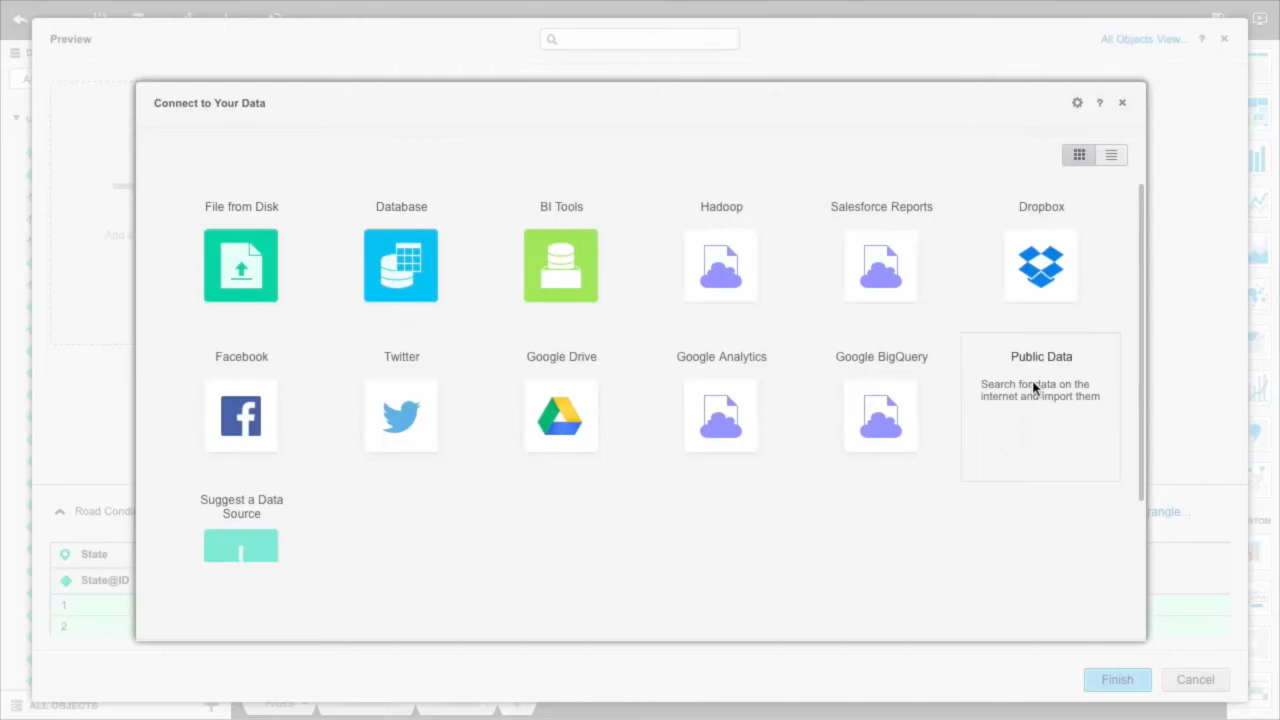 Preview
All Objects View...
?
Connect to Your Data
?
File from Disk
Database
BI Tools
Hadoop
Salesforce Reports
Dropbox
Facebook
Twitter
Google Drive
Google Analytics
Google BigQuery
Public Data
Search for data on the
internet and import them
Suggest a Data
Source
Road Condi
rangle...
State
State@ID
1
2
Finish
Cancel
ALL OBJECTS